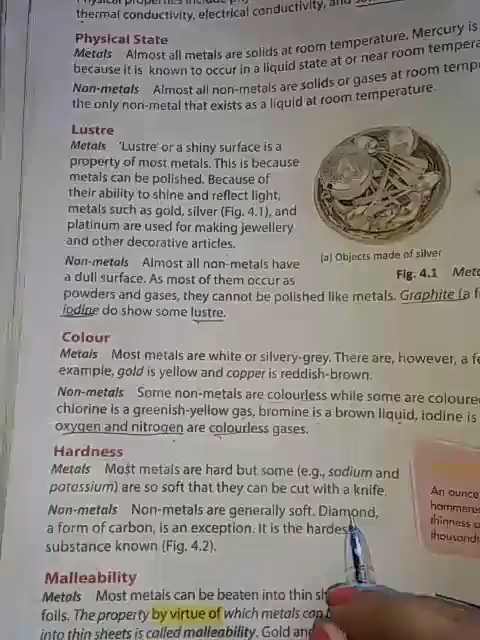 thermal conductivity, electrical conductivity, and
Physical State
Metals Almost all metals are solids at room temperature. Mercury is
because it is known to occur in a liquid state at or near room
Non-metals Almost all non-metals are solids or gases at room
the only non-metal that exists as a liquid at room temperature.
Lustre
Metals 'Lustre' or a shiny surface is a
property of most metals. This is because
metals can be polished. Because of
their ability to shine and reflect light,
metals such as gold, silver (Fig. 4.1), and
platinum are used for making jewellery
and other decorative articles.
(a) Objects made of silver
Fig. 4.1
Non-metals Almost all non-metals have
a dull surface. As most of them occur as
powders and gases, they cannot be polished like metals. Graphite (a
iodine do show some lustre.
Colour
Metals Most metals are white or silvery-grey. There are, however, a
example, gold is yellow and copper is reddish-brown.
Non-metals Some non-metals are colourless while some are
chlorine is a greenish-yellow gas, bromine is a brown liquid, iodine is
oxygen and nitrogen are colourless gases.
Hardness
Metals Most metals are hard but some (e.g., sodium and
potassium) are so soft that they can be cut with a knife.
Non-metals Non-metals are generally soft. Diamond,
a form of carbon, is an exception. It is the
substance known (Fig. 4.2).
An ounce
thinness
Malleability
Metals Most metals can be beaten into thin
foils. The property by virtue of which metals can
into thin sheets is called malleability. Gold